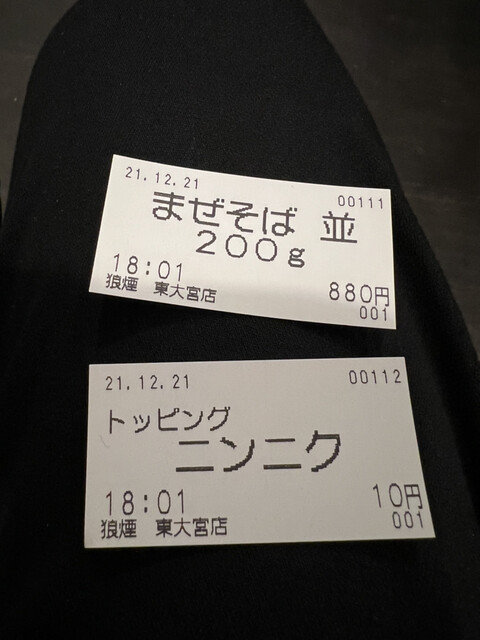 21.12.21 00111
まぜそば 並
200g
18:01 880円
狼煙 東大宮店 001
21.12.21 00112
トッピング
ニンニク
18:01 10円
狼煙 東大宮店 001